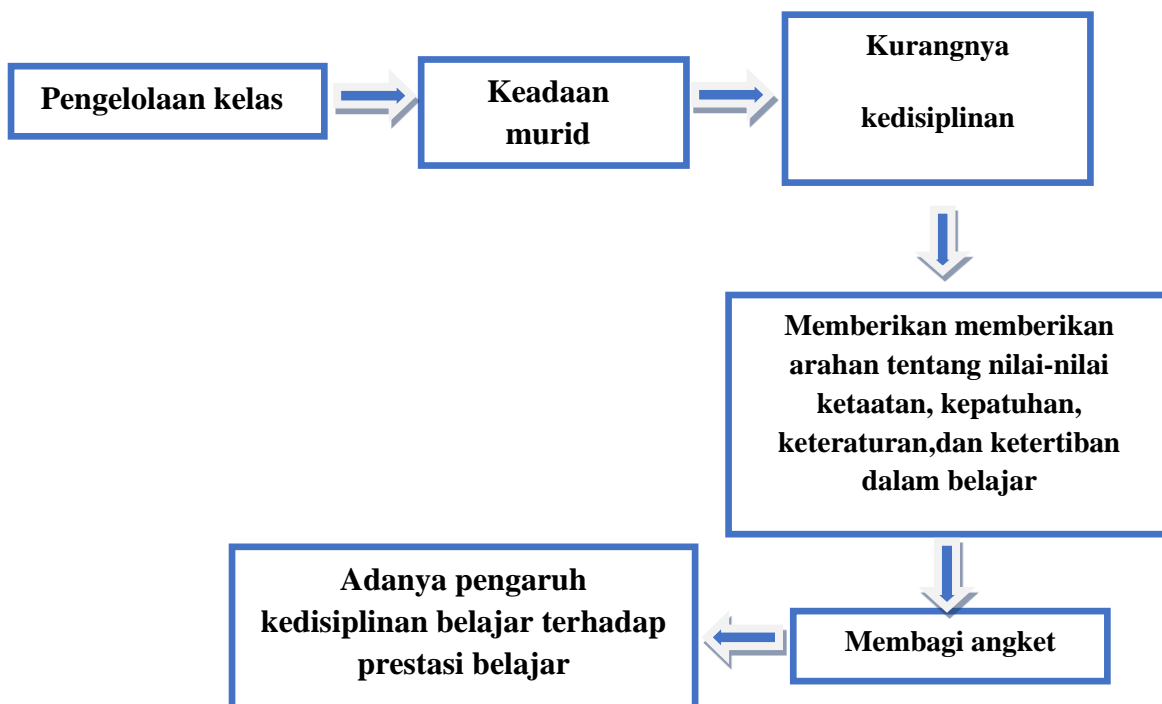 Pengelolaan kelas
Keadaan
murid
Kurangnya
kedisiplinan
Memberikan memberikan
arahan tentang nilai-nilai
ketaatan, kepatuhan,
keteraturan,dan ketertiban
dalam belajar
Membagi angket
Adanya pengaruh
kedisiplinan belajar terhadap
prestasi belajar